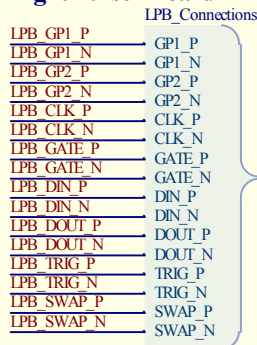 LPB_Connections
LPB_GP1_P GP1_P
LPB_GP1_N GP1_N
LPB_GP2_P GP2_P
LPB_GP2_N GP2_N
LPB_CLK_P CLK_P
LPB_CLK_N CLK_N
LPB_GATE_P GATE_P
LPB_GATE_N GATE_N
LPB_DIN_P DIN_P
LPB_DIN_N DIN_N
LPB_DOUT_P DOUT_P
LPB_DOUT_N DOUT_N
LPB_TRIG_P TRIG_P
LPB_TRIG_N TRIG_N
LPB_SWAP_P SWAP_P
LPB_SWAP_N SWAP_N